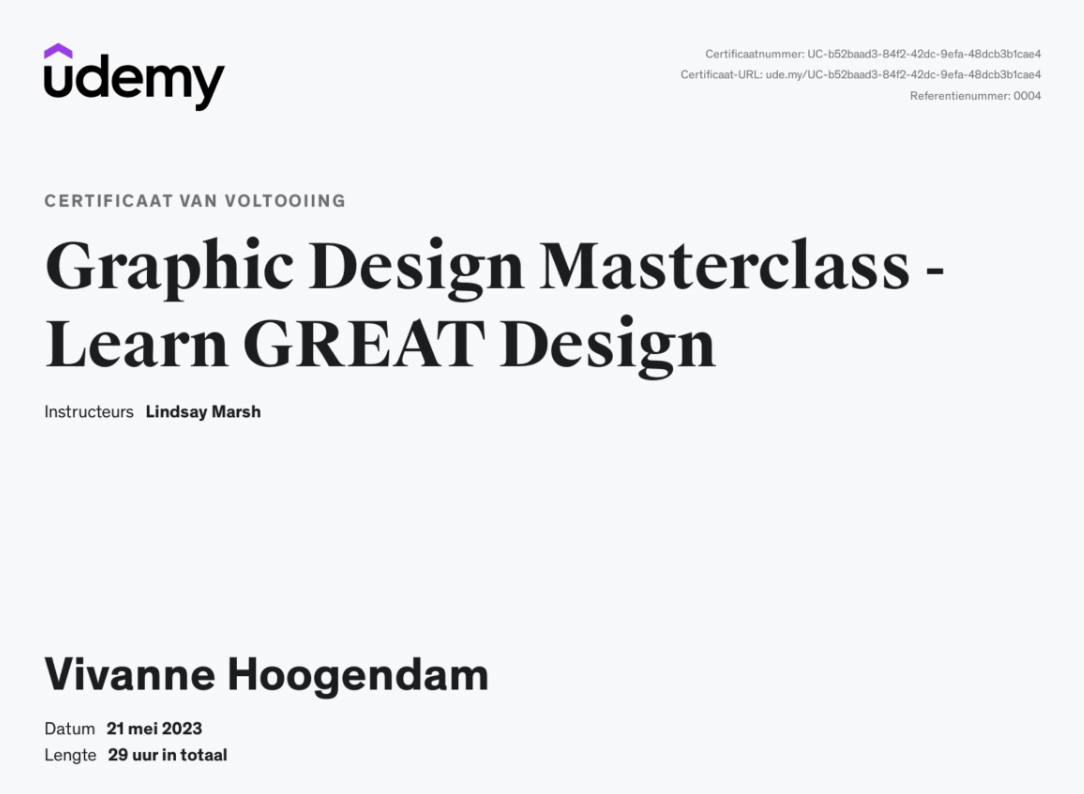 udemy
Certificaatnummer: UC-b52baad3-84f2-42dc-9efa-48dcb3b1cae4
Certificaat-URL: ude.my/UC-b52baad3-84f2-42dc-9efa-48dcb3b1cae4
Referentienummer: 0004
CERTIFICAAT VAN VOLTOOIING
Graphic Design Masterclass -
Learn GREAT Design
Instructeurs Lindsay Marsh
Vivanne Hoogendam
Datum 21 mei 2023
Lengte 29 uur in totaal